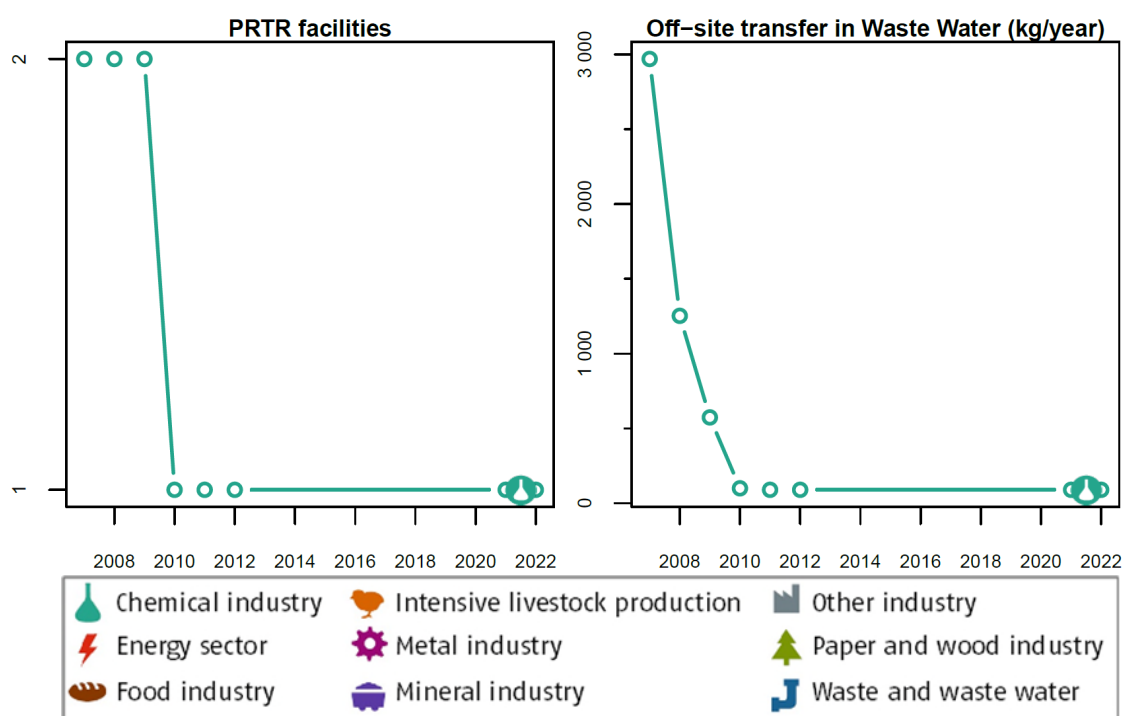 PRTR facilities
Off−site transfer in Waste Water (kg/year)
2
1
3 000
2 000
1 000
0
2008 2010 2012 2014 2016 2018 2020 2022
2008 2010 2012 2014 2016 2018 2020 2022
Chemical industry Intensive livestock production Other industry
Energy sector Metal industry Paper and wood industry
Food industry Mineral industry Waste and waste water